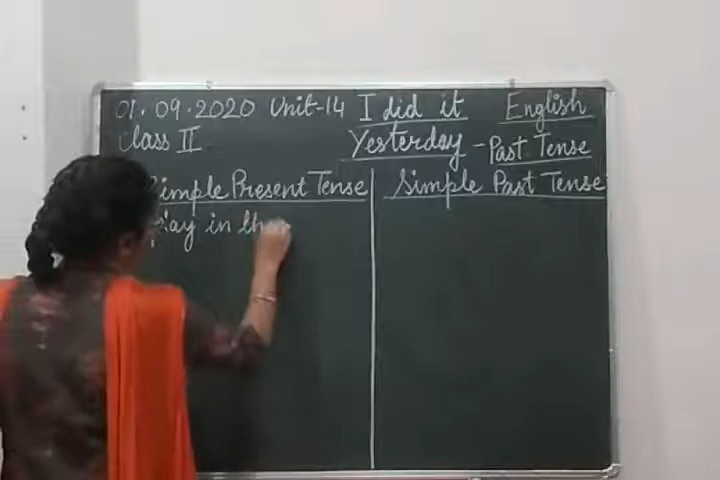 01.09.2020 Unit-14 I did it English
Class II Yesterday - Past Tense
Simple Present Tense Simple Past Tense
play in the